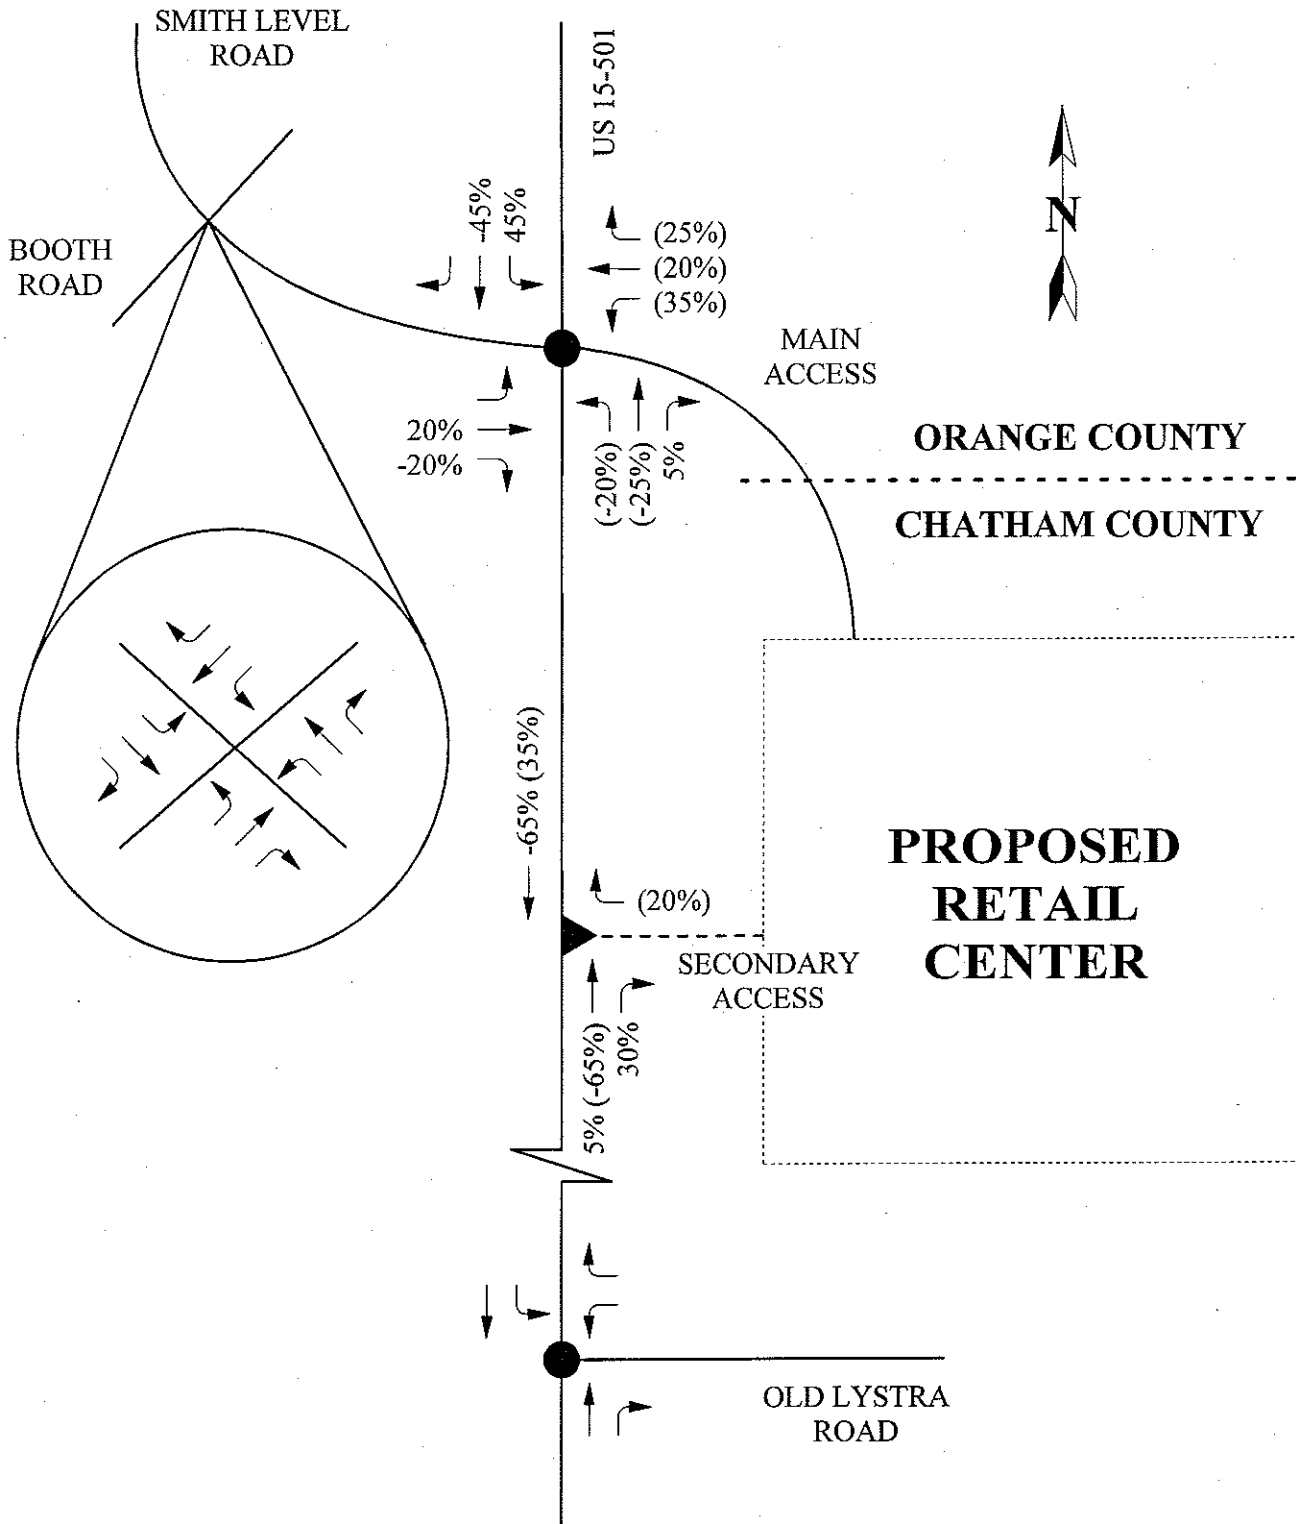 SMITH LEVEL
ROAD
US 15-501
BOOTH
ROAD
-45%
45%
(25%)
(20%)
(35%)
N
MAIN
ACCESS
20%
-20%
(-20%)
(-25%)
5%
ORANGE COUNTY
CHATHAM COUNTY
-65% (35%)
(20%)
PROPOSED
RETAIL
CENTER
SECONDARY
ACCESS
5% (-65%)
30%
OLD LYSTRA
ROAD